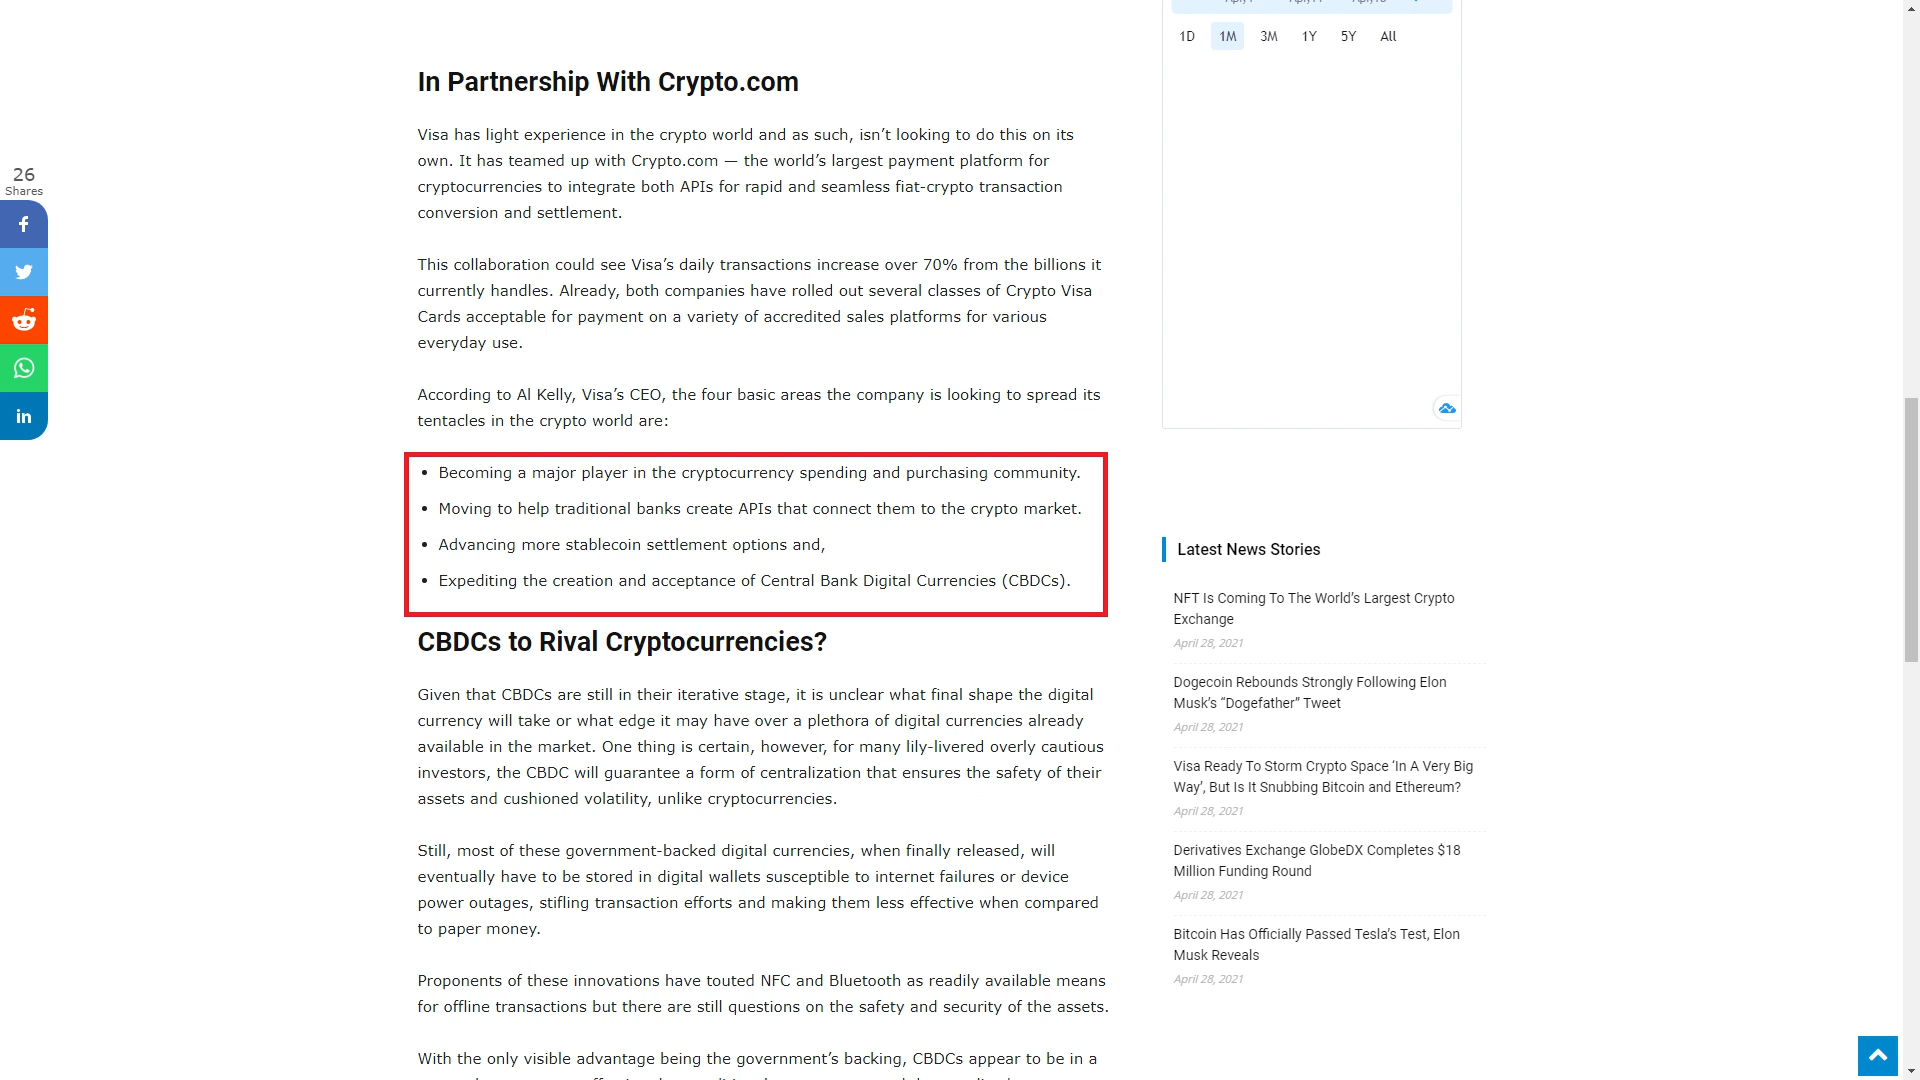 1D 1M 3M 1Y 5Y All
In Partnership With Crypto.com
Visa has light experience in the crypto world and as such, isn’t looking to do this on its
own. It has teamed up with Crypto.com — the world’s largest payment platform for
cryptocurrencies to integrate both APIs for rapid and seamless fiat-crypto transaction
conversion and settlement.
26
Shares
This collaboration could see Visa’s daily transactions increase over 70% from the billions it
currently handles. Already, both companies have rolled out several classes of Crypto Visa
Cards acceptable for payment on a variety of accredited sales platforms for various
everyday use.
According to Al Kelly, Visa’s CEO, the four basic areas the company is looking to spread its
tentacles in the crypto world are:
• Becoming a major player in the cryptocurrency spending and purchasing community.
• Moving to help traditional banks create APIs that connect them to the crypto market.
• Advancing more stablecoin settlement options and,
• Expediting the creation and acceptance of Central Bank Digital Currencies (CBDCs).
CBDCs to Rival Cryptocurrencies?
Given that CBDCs are still in their iterative stage, it is unclear what final shape the digital
currency will take or what edge it may have over a plethora of digital currencies already
available in the market. One thing is certain, however, for many lily-livered overly cautious
investors, the CBDC will guarantee a form of centralization that ensures the safety of their
assets and cushioned volatility, unlike cryptocurrencies.
Still, most of these government-backed digital currencies, when finally released, will
eventually have to be stored in digital wallets susceptible to internet failures or device
power outages, stifling transaction efforts and making them less effective when compared
to paper money.
Proponents of these innovations have touted NFC and Bluetooth as readily available means
for offline transactions but there are still questions on the safety and security of the assets.
With the only visible advantage being the government’s backing, CBDCs appear to be in a
Latest News Stories
NFT Is Coming To The World’s Largest Crypto
Exchange
April 28, 2021
Dogecoin Rebounds Strongly Following Elon
Musk’s “Dogefather” Tweet
April 28, 2021
Visa Ready To Storm Crypto Space ‘In A Very Big
Way’, But Is It Snubbing Bitcoin and Ethereum?
April 28, 2021
Derivatives Exchange GlobeDX Completes $18
Million Funding Round
April 28, 2021
Bitcoin Has Officially Passed Tesla’s Test, Elon
Musk Reveals
April 28, 2021